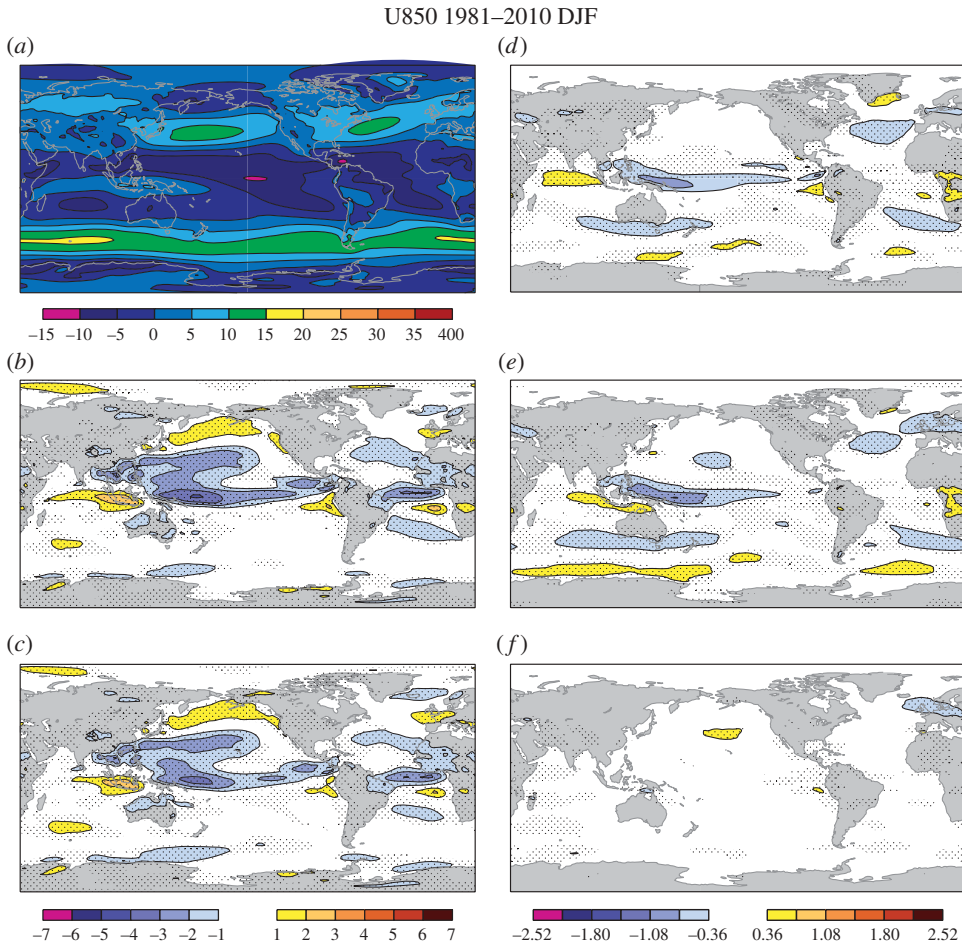 U850 1981–2010 DJF
(a)
(d)
–15 –10 –5 0 5 10 15 20 25 30 35 400
(b)
(e)
(c)
(f)
–7 –6 –5 –4 –3 –2 –1 1 2 3 4 5 6 7
–2.52 –1.80 –1.08 –0.36 0.36 1.08 1.80 2.52